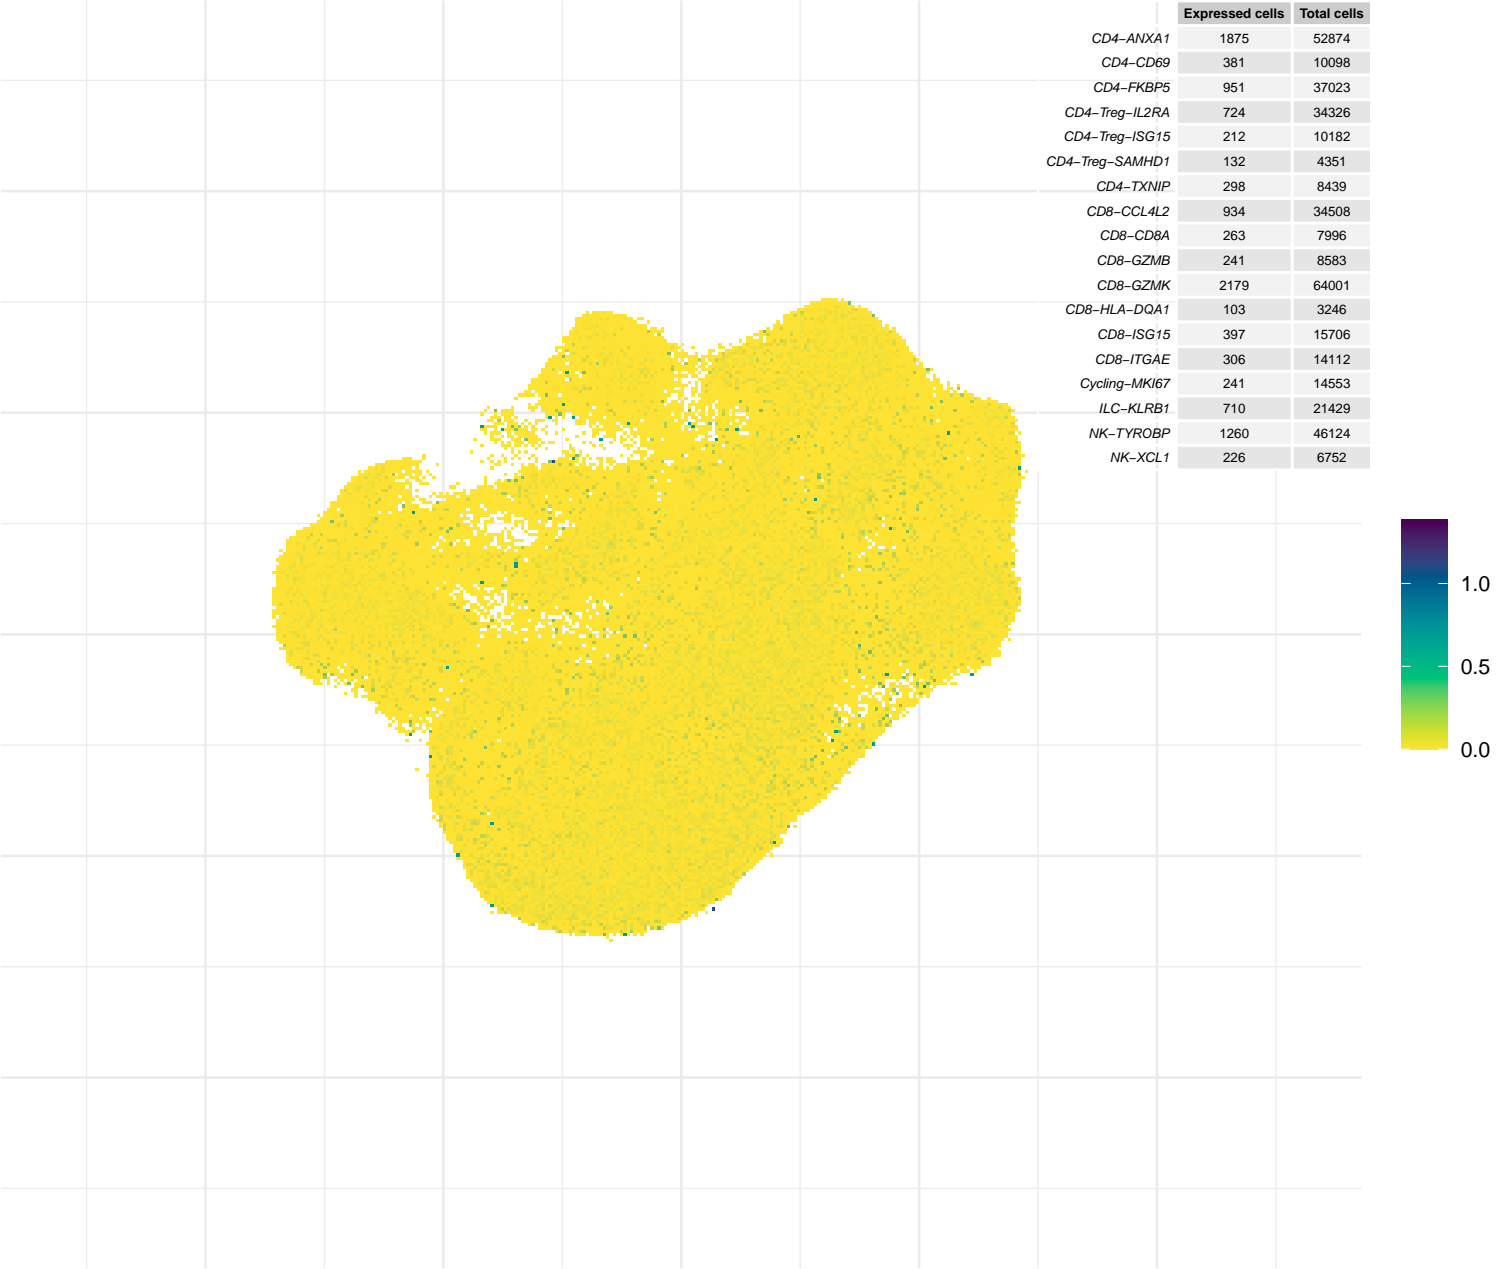 Expressed cells Total cells
CD4−ANXA1 1875 52874
CD4−CD69 381 10098
CD4−FKBP5 951 37023
CD4−Treg−IL2RA 724 34326
CD4−Treg−ISG15 212 10182
CD4−Treg−SAMHD1 132 4351
CD4−TXNIP 298 8439
CD8−CCL4L2 934 34508
CD8−CD8A 263 7996
CD8−GZMB 241 8583
CD8−GZMK 2179 64001
CD8−HLA−DQA1 103 3246
CD8−ISG15 397 15706
CD8−ITGAE 306 14112
Cycling−MKI67 241 14553
ILC−KLRB1 710 21429
NK−TYROBP 1260 46124
NK−XCL1 226 6752
1.0
0.5
0.0